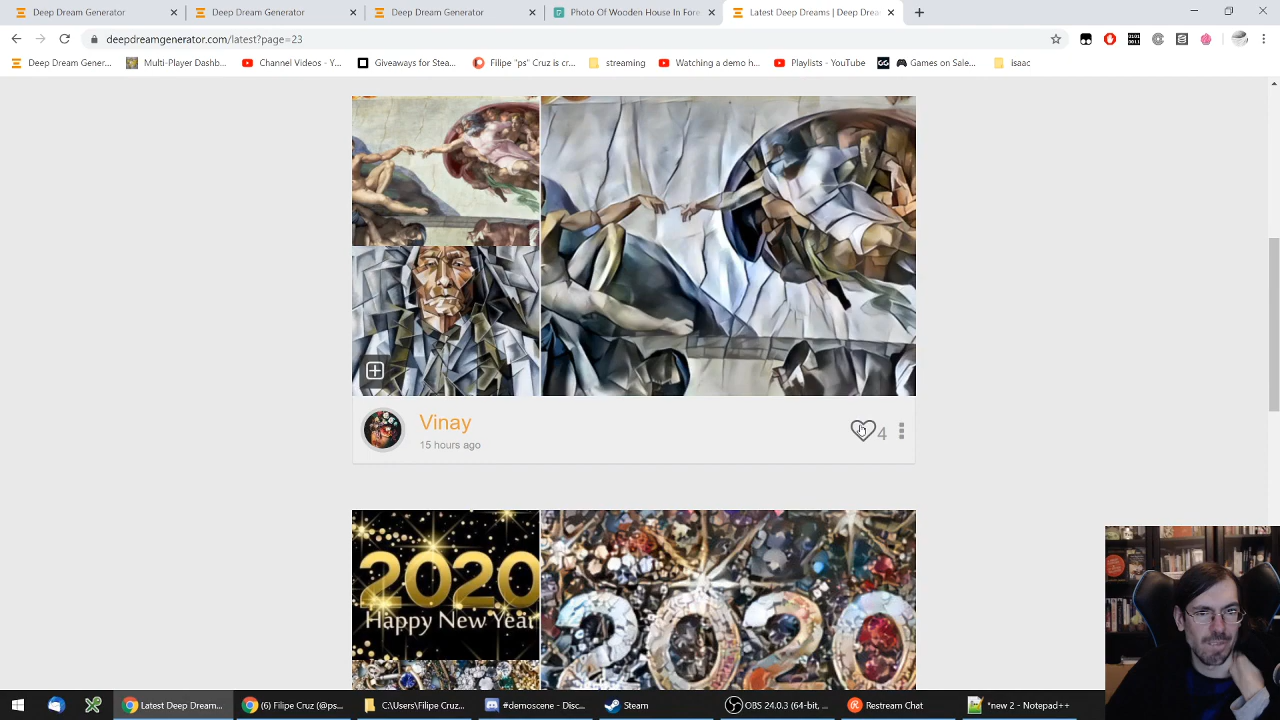 Deep Dream Generator
Deep Dream Generator
Deep Dream Generator
Photo Of Wooden House In Fore
Latest Deep Dreams | Deep Drea
deepdreamgenerator.com/latest?page=23
Deep Dream Gener...
Multi-Player Dashb...
Channel Videos - Y...
Giveaways for Stea...
Filipe "ps" Cruz is cr...
streaming
Watching a demo h...
Playlists - YouTube
GG
Games on Sale...
isaac
Vinay
15 hours ago
4
2020
Happy New Year
2020
Latest Deep Dream...
(6) Filipe Cruz (@ps...
C:\Users\Filipe Cruz...
#demoscene - Disc...
Steam
OBS 24.0.3 (64-bit, ...
Restream Chat
*new 2 - Notepad++